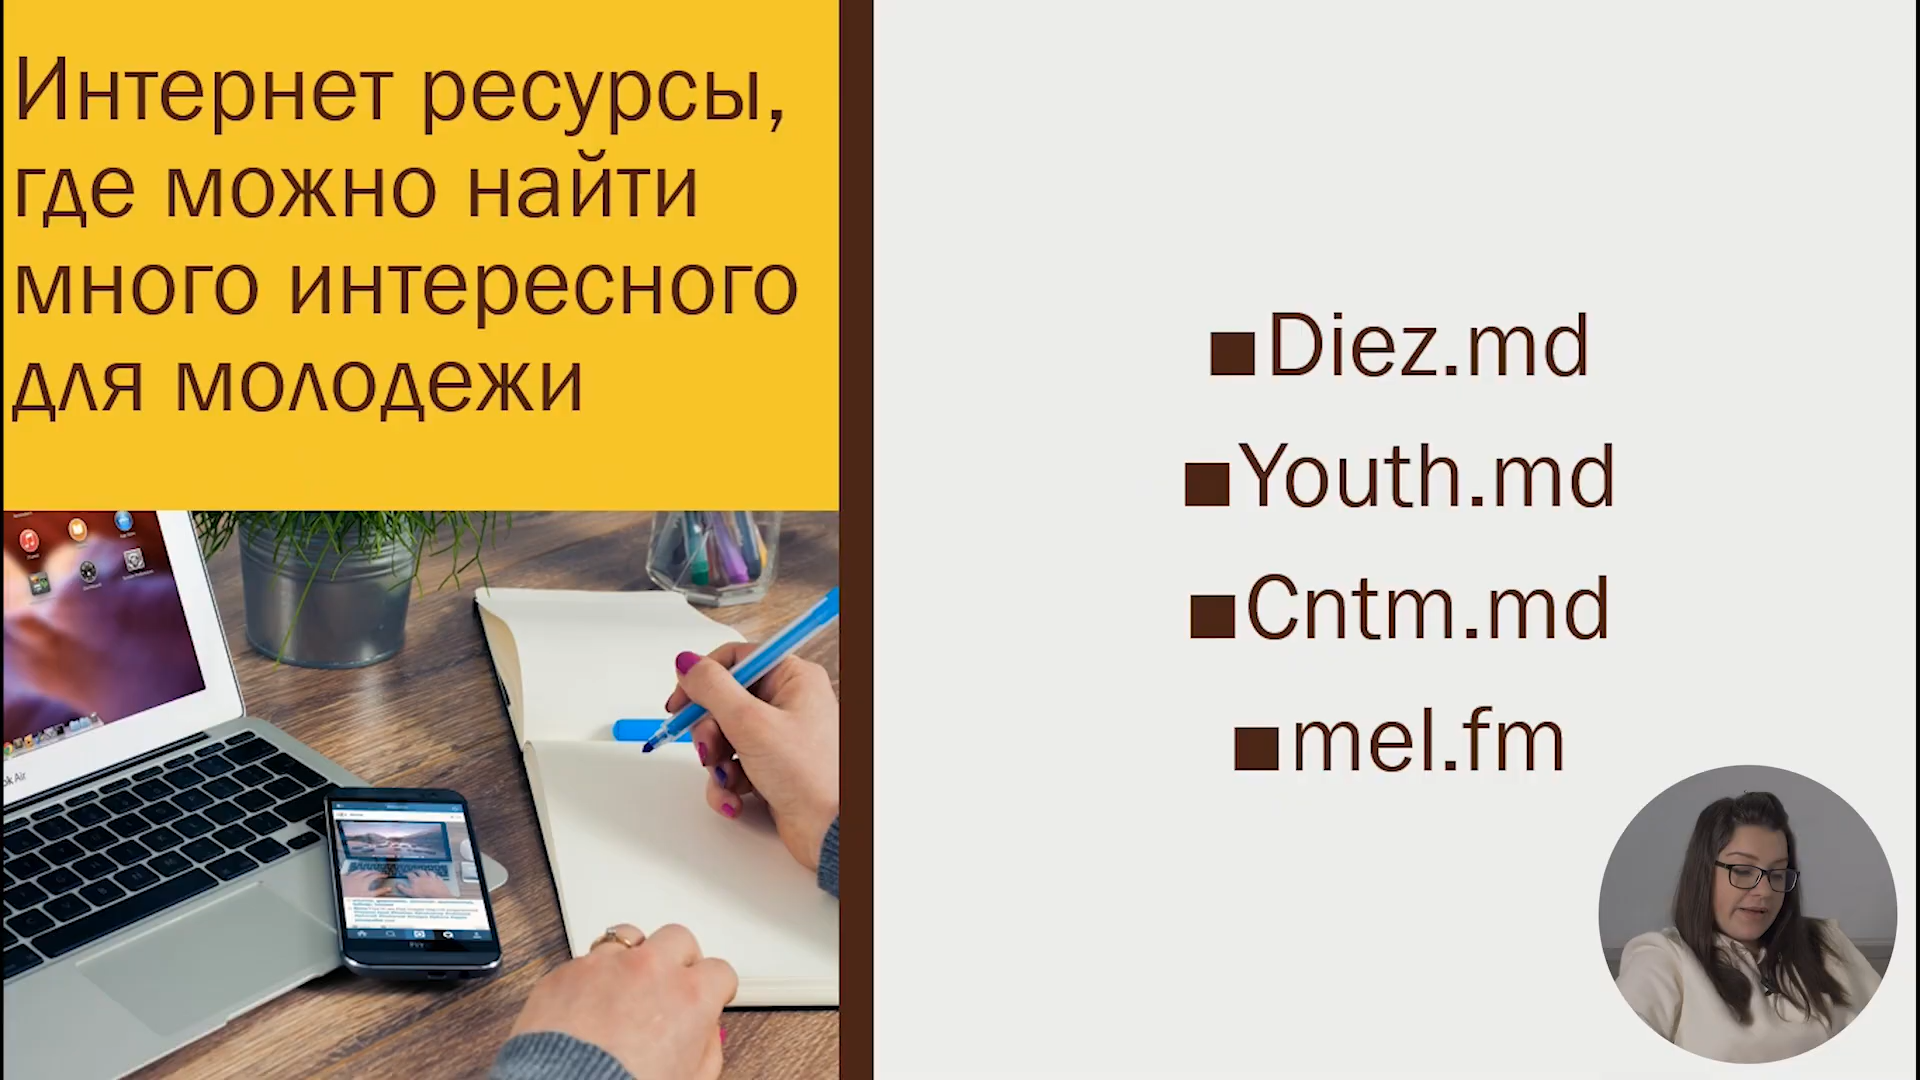 Интернет ресурсы,
где можно найти
много интересного
для молодежи
■Diez.md
■Youth.md
■Cntm.md
■mel.fm